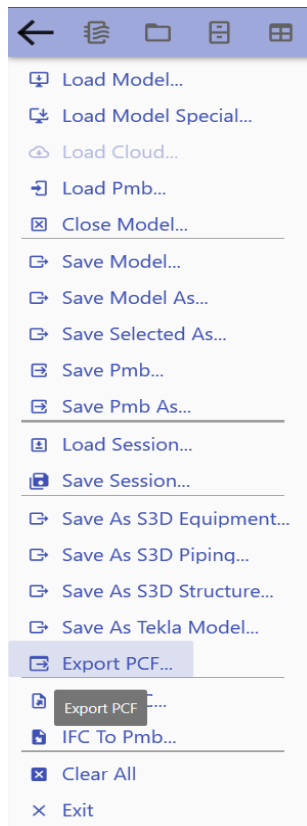 Load Model...
Load Model Special...
Load Cloud...
Load Pmb...
Close Model...
Save Model...
Save Model As...
Save Selected As...
Save Pmb...
Save Pmb As...
Load Session...
Save Session...
Save As S3D Equipment...
Save As S3D Piping...
Save As S3D Structure...
Save As Tekla Model...
Export PCF...
Export PCF
IFC To Pmb...
Clear All
Exit